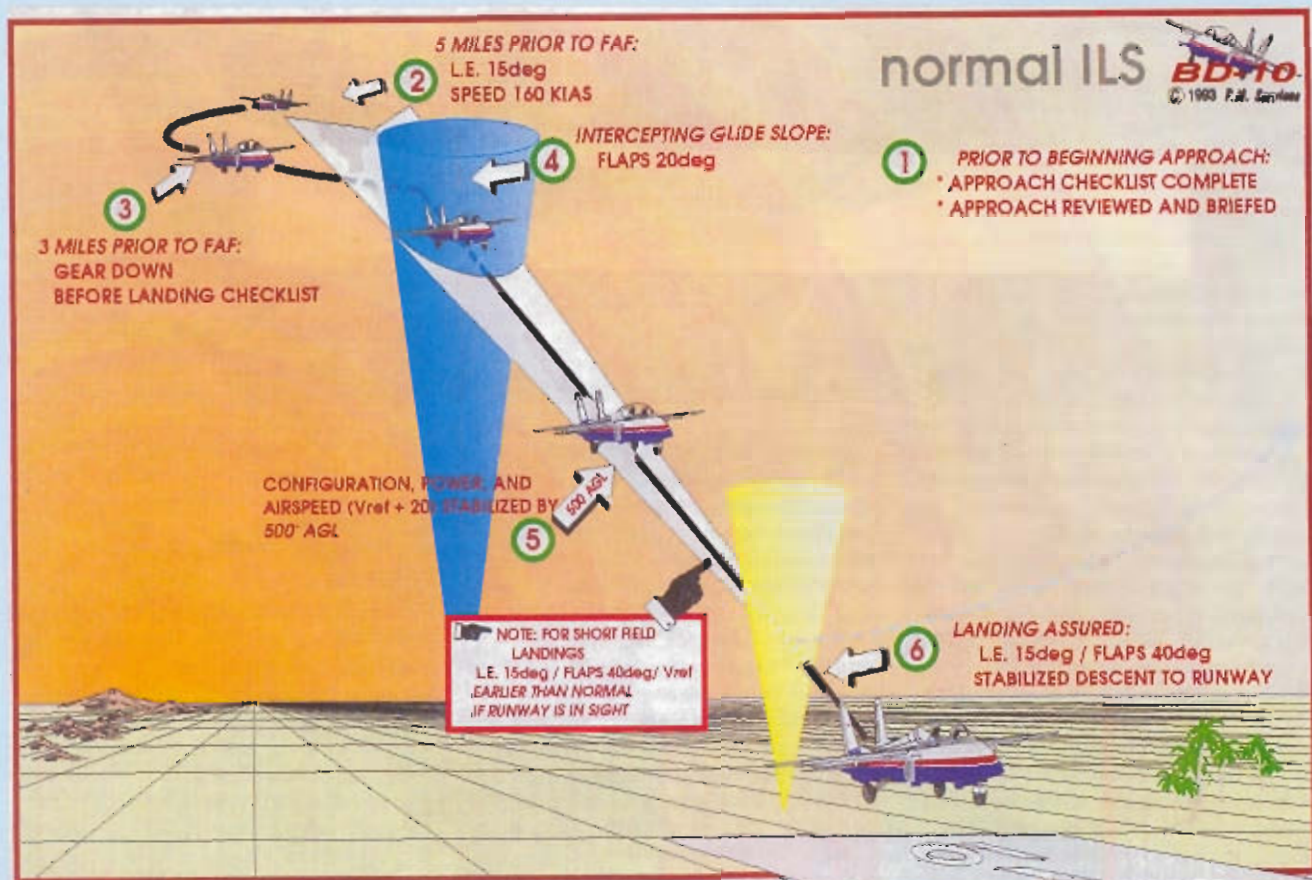 normal ILS
BD-10
© 1993 P.M. Services
1
PRIOR TO BEGINNING APPROACH:
* APPROACH CHECKLIST COMPLETE
* APPROACH REVIEWED AND BRIEFED
2
5 MILES PRIOR TO FAF:
L.E. 15deg
SPEED 160 KIAS
3
3 MILES PRIOR TO FAF:
GEAR DOWN
BEFORE LANDING CHECKLIST
4
INTERCEPTING GLIDE SLOPE:
FLAPS 20deg
CONFIGURATION, POWER, AND
AIRSPEED (Vref + 20) STABILIZED BY
500' AGL
5
500 AGL
NOTE: FOR SHORT FIELD
LANDINGS
L.E. 15deg / FLAPS 40deg/ Vref
EARLIER THAN NORMAL
IF RUNWAY IS IN SIGHT
6
LANDING ASSURED:
L.E. 15deg / FLAPS 40deg
STABILIZED DESCENT TO RUNWAY